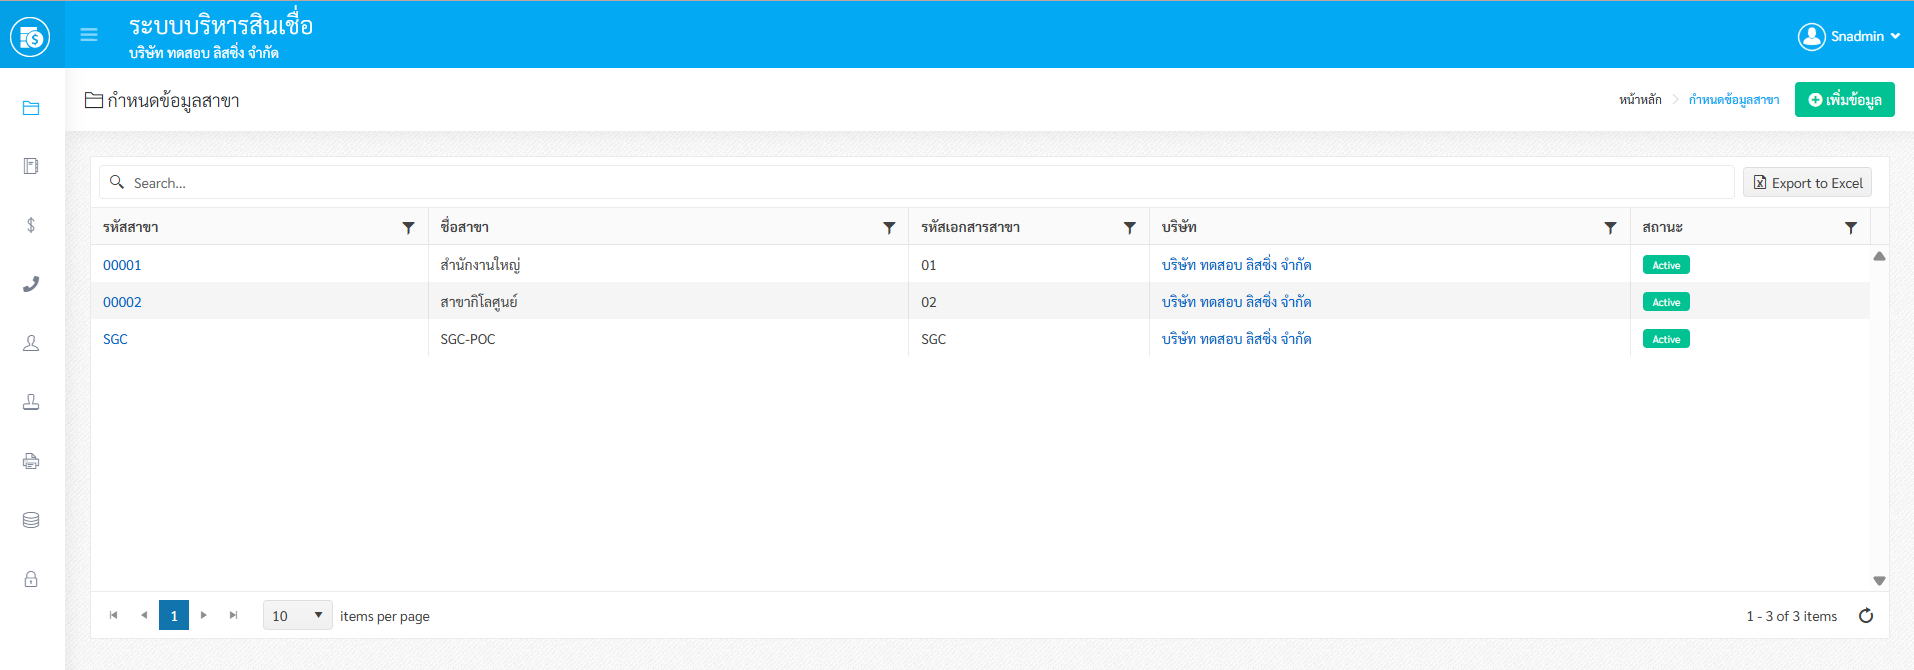 ระบบบริหารสินเชื่อ
บริษัท ทดสอบ ลิสซิ่ง จำกัด
Snadmin
กำหนดข้อมูลสาขา
หน้าหลัก กำหนดข้อมูลสาขา
เพิ่มข้อมูล
Search...
Export to Excel
รหัสสาขา ชื่อสาขา รหัสเอกสารสาขา บริษัท สถานะ
00001 สำนักงานใหญ่ 01 บริษัท ทดสอบ ลิสซิ่ง จำกัด Active
00002 สาขากิโลศูนย์ 02 บริษัท ทดสอบ ลิสซิ่ง จำกัด Active
SGC SGC-POC SGC บริษัท ทดสอบ ลิสซิ่ง จำกัด Active
1 10 items per page 1 - 3 of 3 items